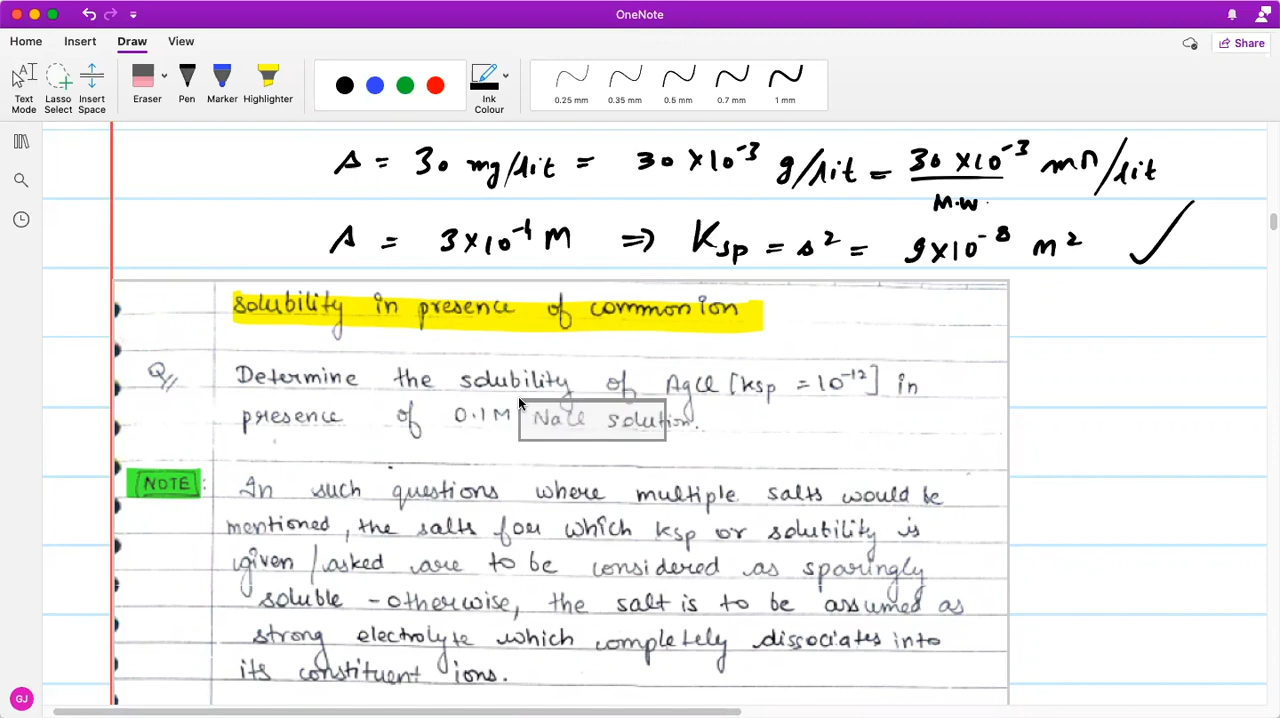 OneNote
Home Insert Draw View
Share
Text Mode
Lasso Select
Insert Space
Eraser
Pen
Marker
Highlighter
Ink Colour
0.25 mm 0.35 mm 0.5 mm 0.7 mm 1 mm
s = 30 mg/lit = 30 × 10⁻³ g/lit = 30 × 10⁻³ / M.W. mol/lit
s = 3 × 10⁻⁴ M ⇒ Ksp = s² = 9 × 10⁻⁸ M²
solubility in presence of common ion
Q// Determine the solubility of AgCl [Ksp = 10⁻¹²] in
presence of 0.1 M NaCl solution.
NOTE: In such questions where multiple salts would be
mentioned, the salts for which Ksp or solubility is
given / asked are to be considered as sparingly
soluble - otherwise, the salt is to be assumed as
strong electrolyte which completely dissociates into
its constituent ions.
GJ